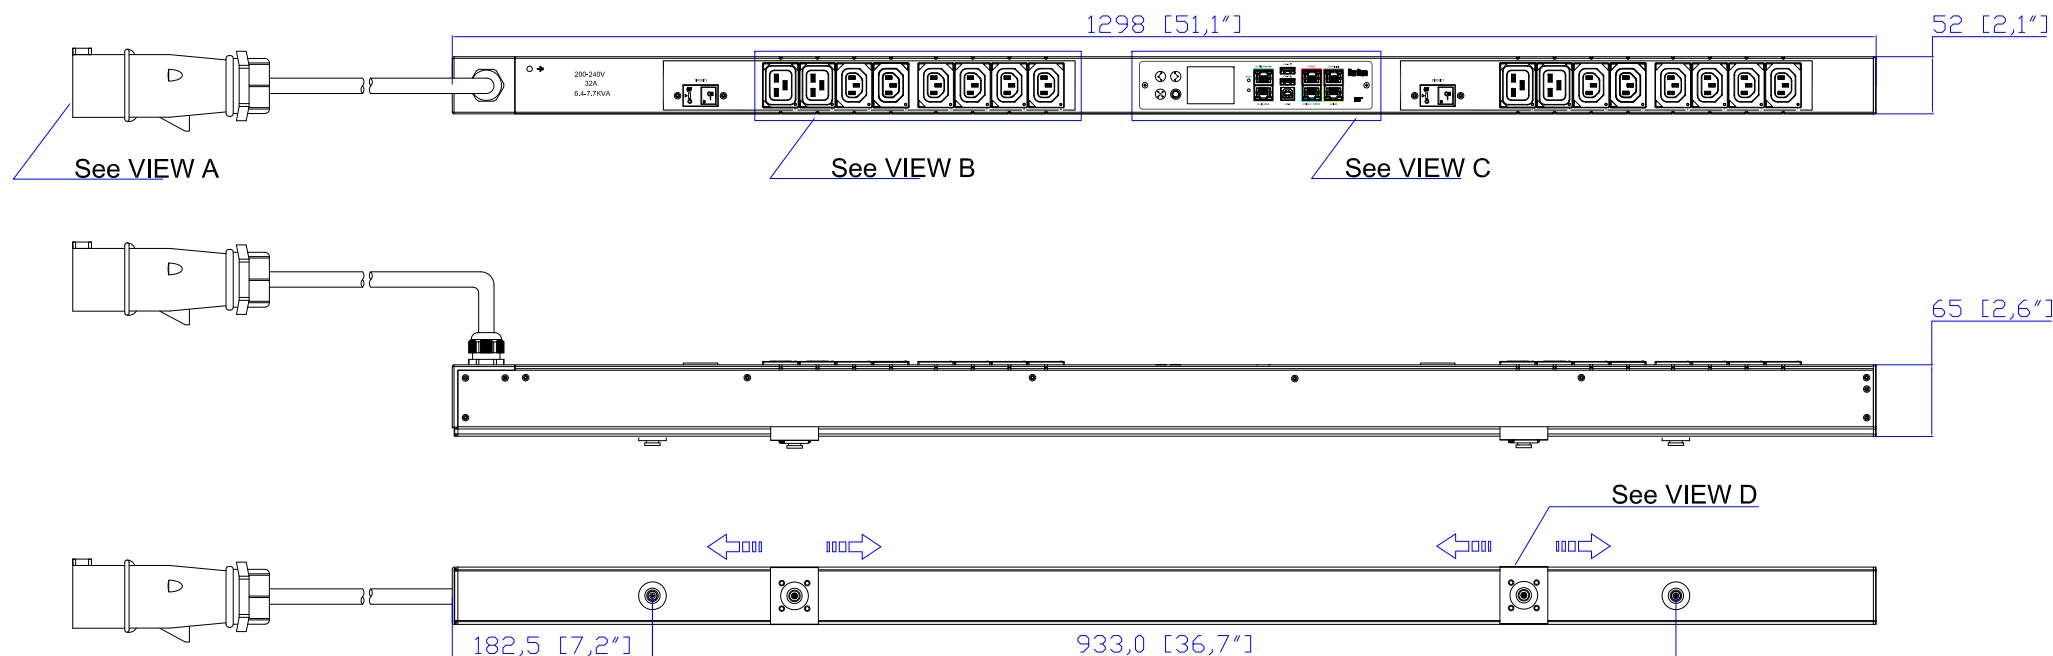 1298 [51,1"]
52 [2,1"]
200-240V
32A
6.4-7.7KVA
See VIEW A
See VIEW B
See VIEW C
65 [2,6"]
See VIEW D
182,5 [7,2"]
933,0 [36,7"]